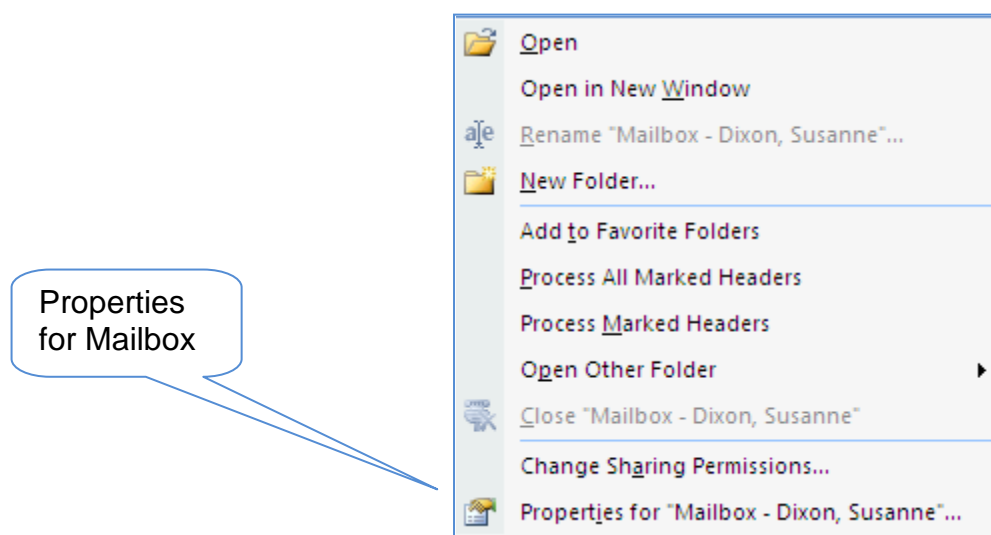 Open
Open in New Window
Rename "Mailbox - Dixon, Susanne"...
New Folder...
Add to Favorite Folders
Process All Marked Headers
Process Marked Headers
Open Other Folder
Close "Mailbox - Dixon, Susanne"
Change Sharing Permissions...
Properties for "Mailbox - Dixon, Susanne"...
Properties
for Mailbox